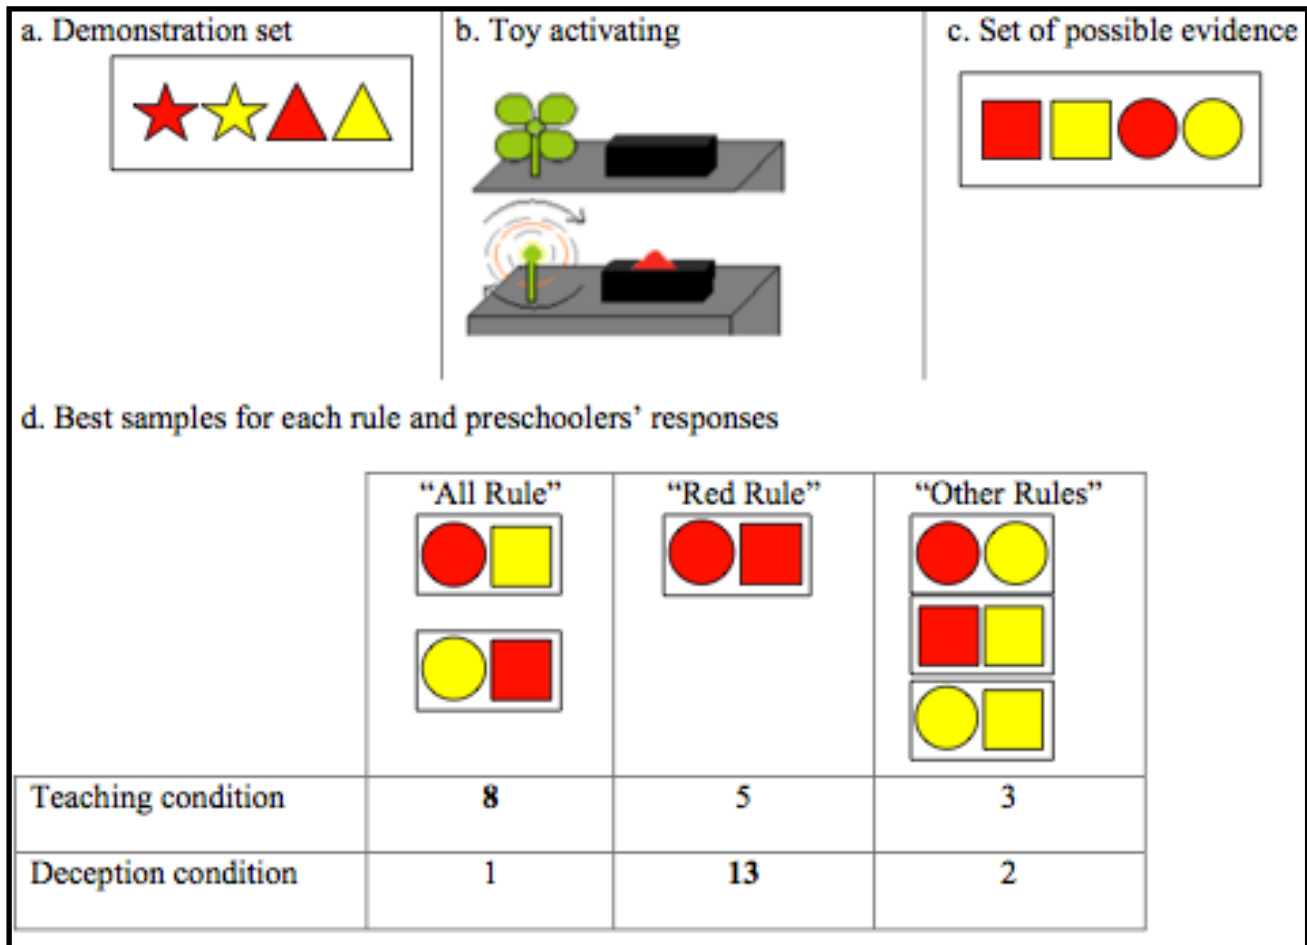 a. Demonstration set
b. Toy activating
c. Set of possible evidence
d. Best samples for each rule and preschoolers’ responses
“All Rule” “Red Rule” “Other Rules”
Teaching condition 8 5 3
Deception condition 1 13 2